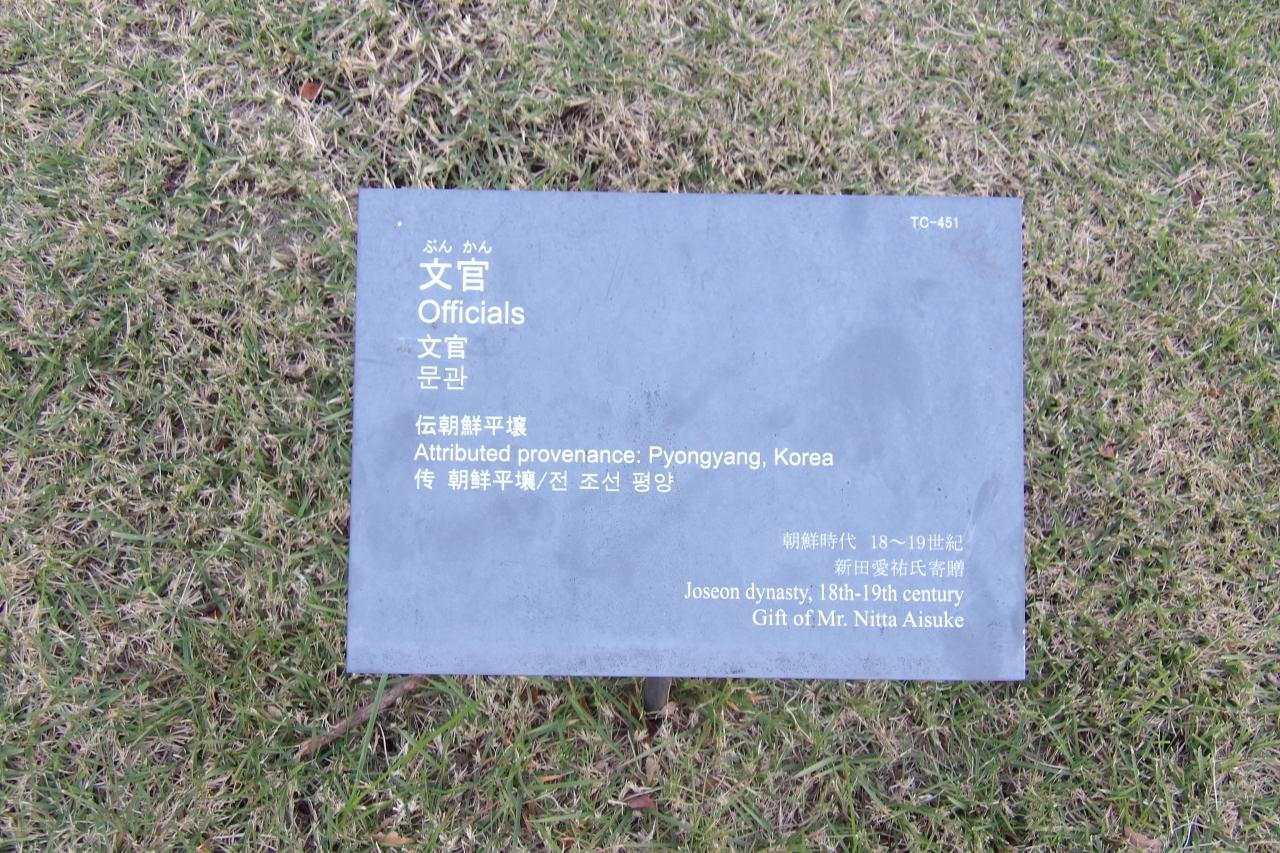 TC-451
ぶん かん
文官
Officials
文官
문관
伝朝鮮平壤
Attributed provenance: Pyongyang, Korea
传 朝鲜平壤/전 조선 평양
朝鮮時代 18～19世紀
新田愛祐氏寄贈
Joseon dynasty, 18th-19th century
Gift of Mr. Nitta Aisuke